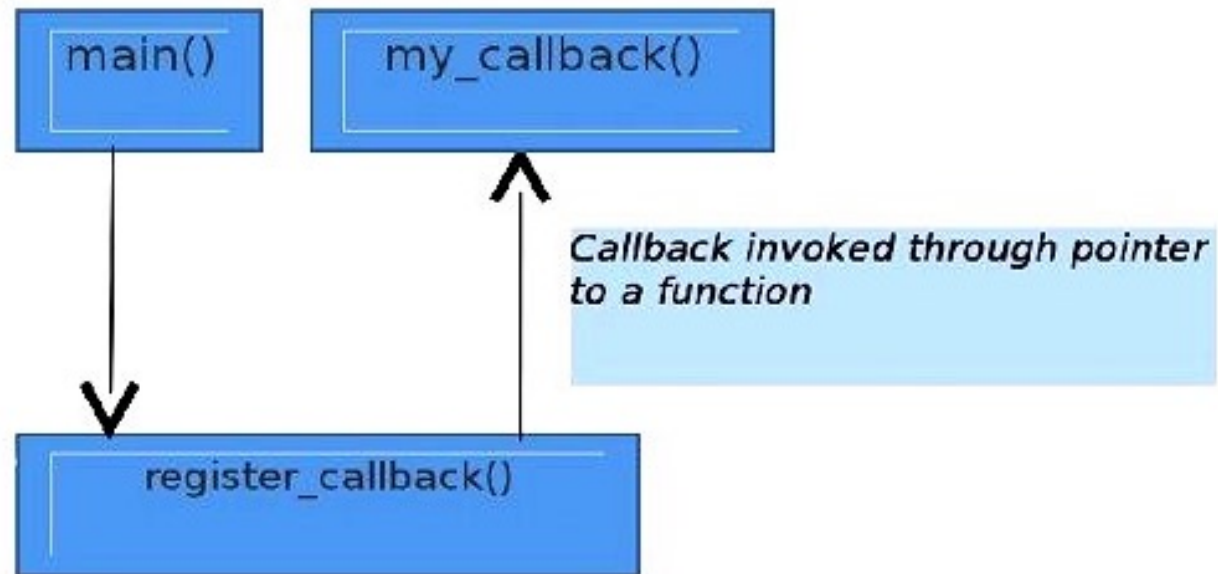 main()
my_callback()
Callback invoked through pointer
to a function
register_callback()